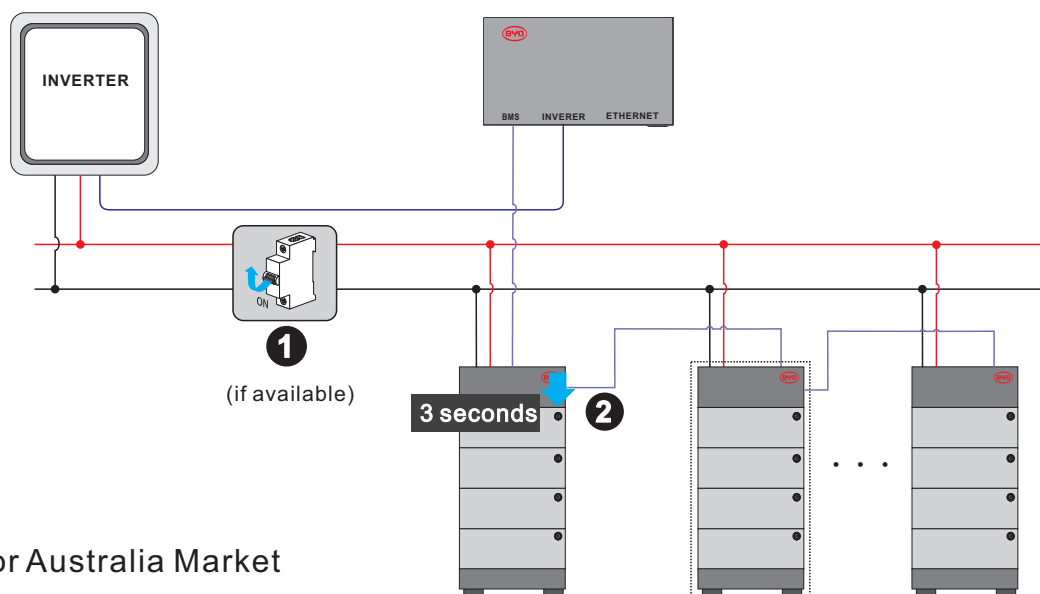 INVERTER
BYD
BMS INVERER ETHERNET
ON
1
(if available)
BYD
3 seconds
2
BYD
BYD
or Australia Market